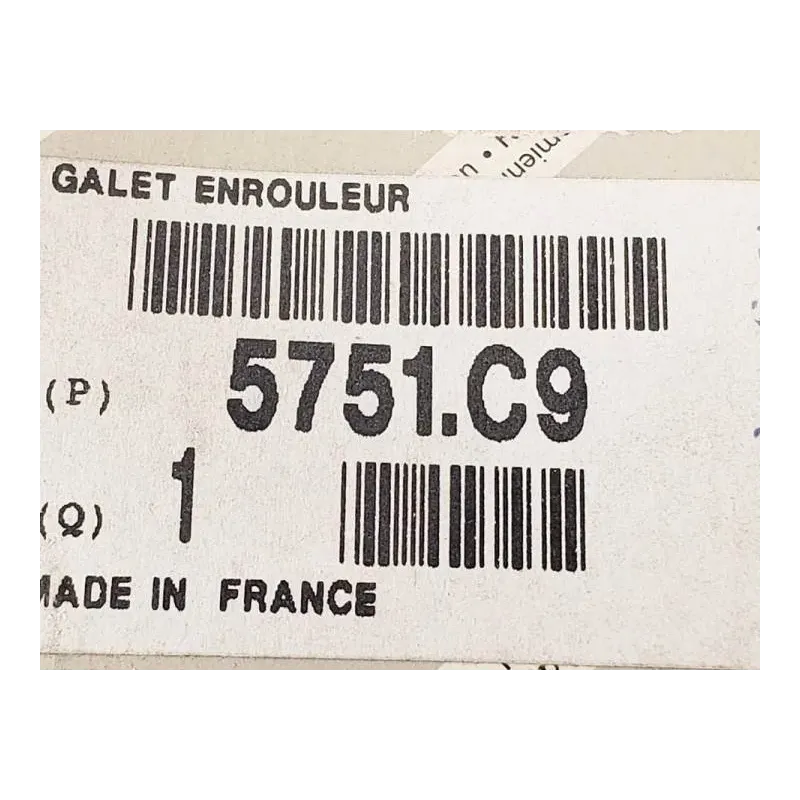 GALET ENROULEUR
(P) 5751.C9
(Q) 1
MADE IN FRANCE